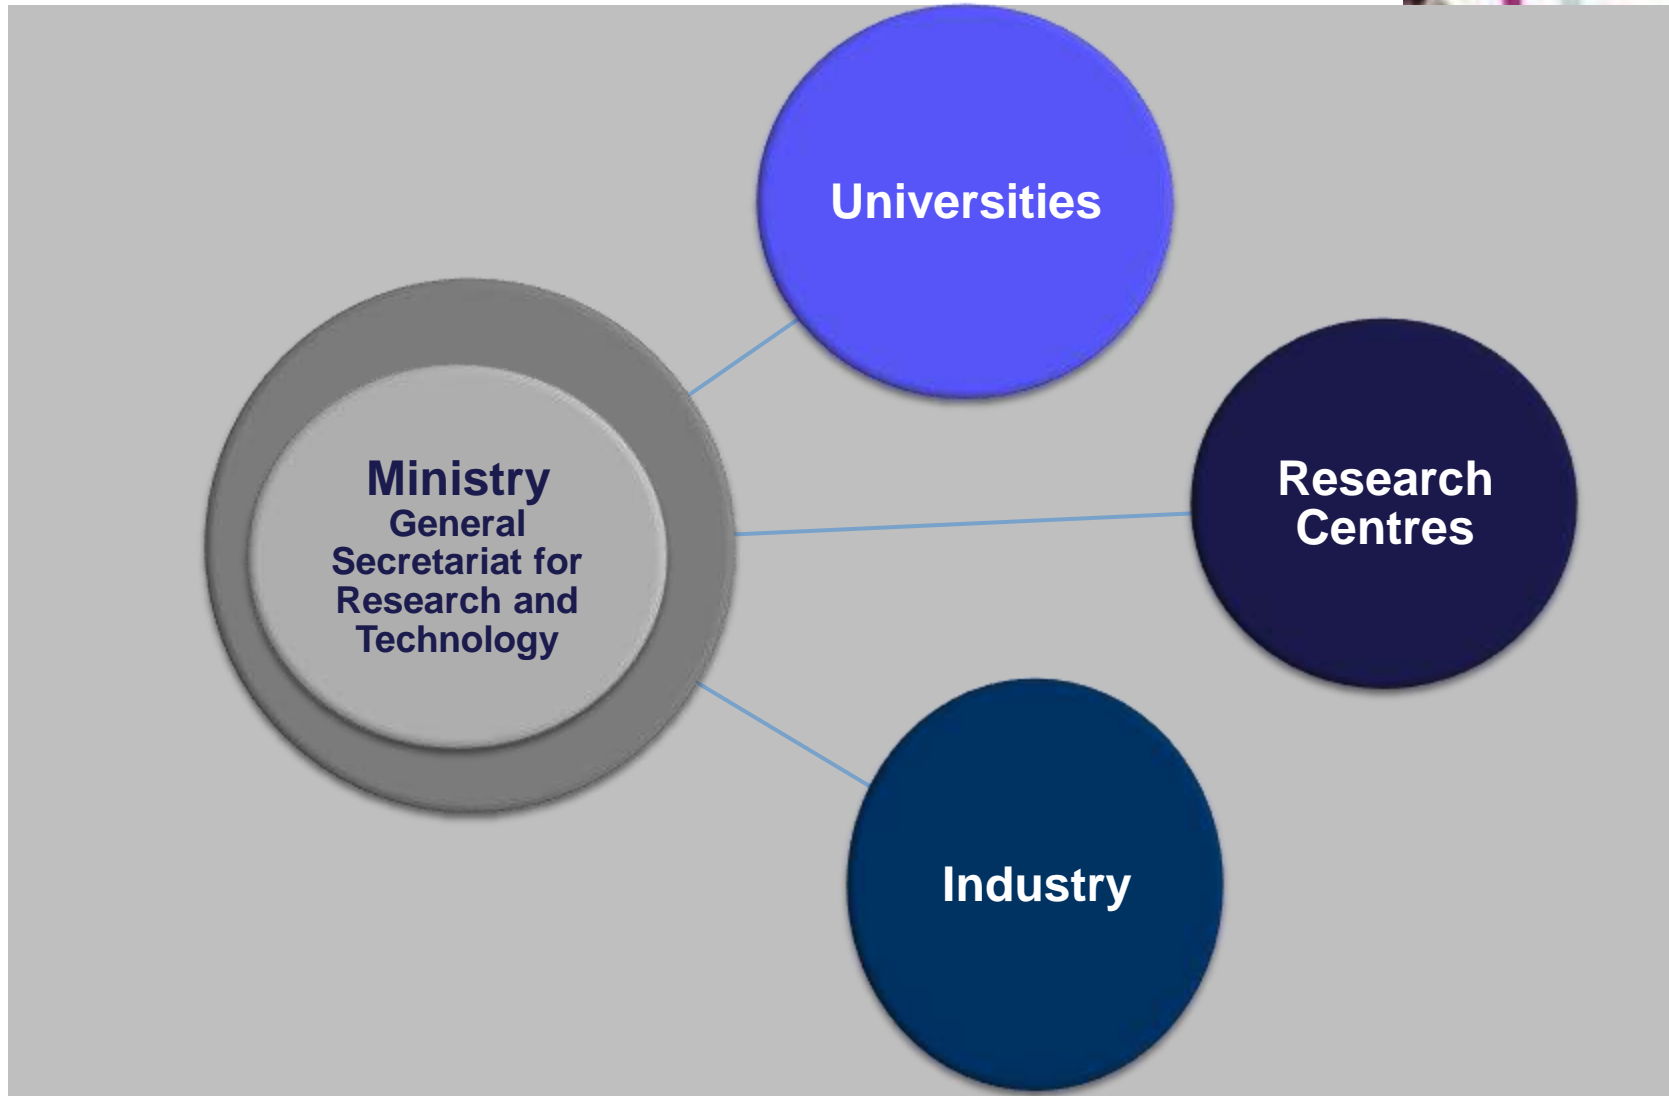 Universities
Ministry
General
Secretariat for
Research and
Technology
Research
Centres
Industry